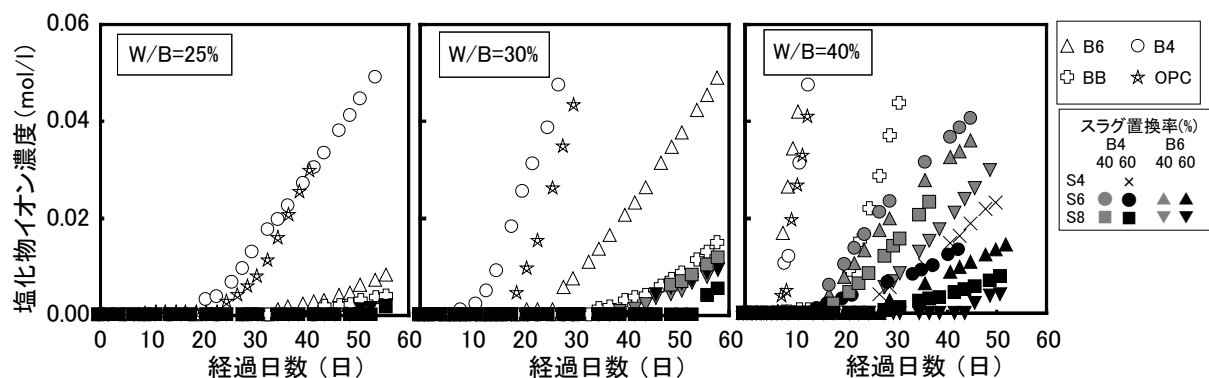 塩化物イオン濃度(mol/l)
0.06
0.04
0.02
0.00
W/B=25%
W/B=30%
W/B=40%
0 10 20 30 40 50 60
10 20 30 40 50 60
0 10 20 30 40 50 60
経過日数(日)
経過日数(日)
経過日数(日)
B6 B4
BB OPC
スラグ置換率(%)
B4 B6
40 60 40 60
S4
S6
S8